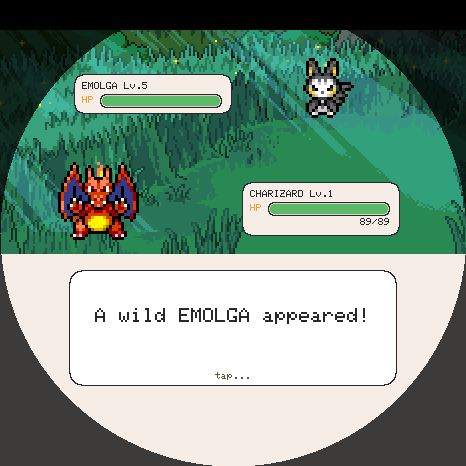 EMOLGA Lv.5
HP
CHARIZARD Lv.1
HP
89/89
A wild EMOLGA appeared!
tap...